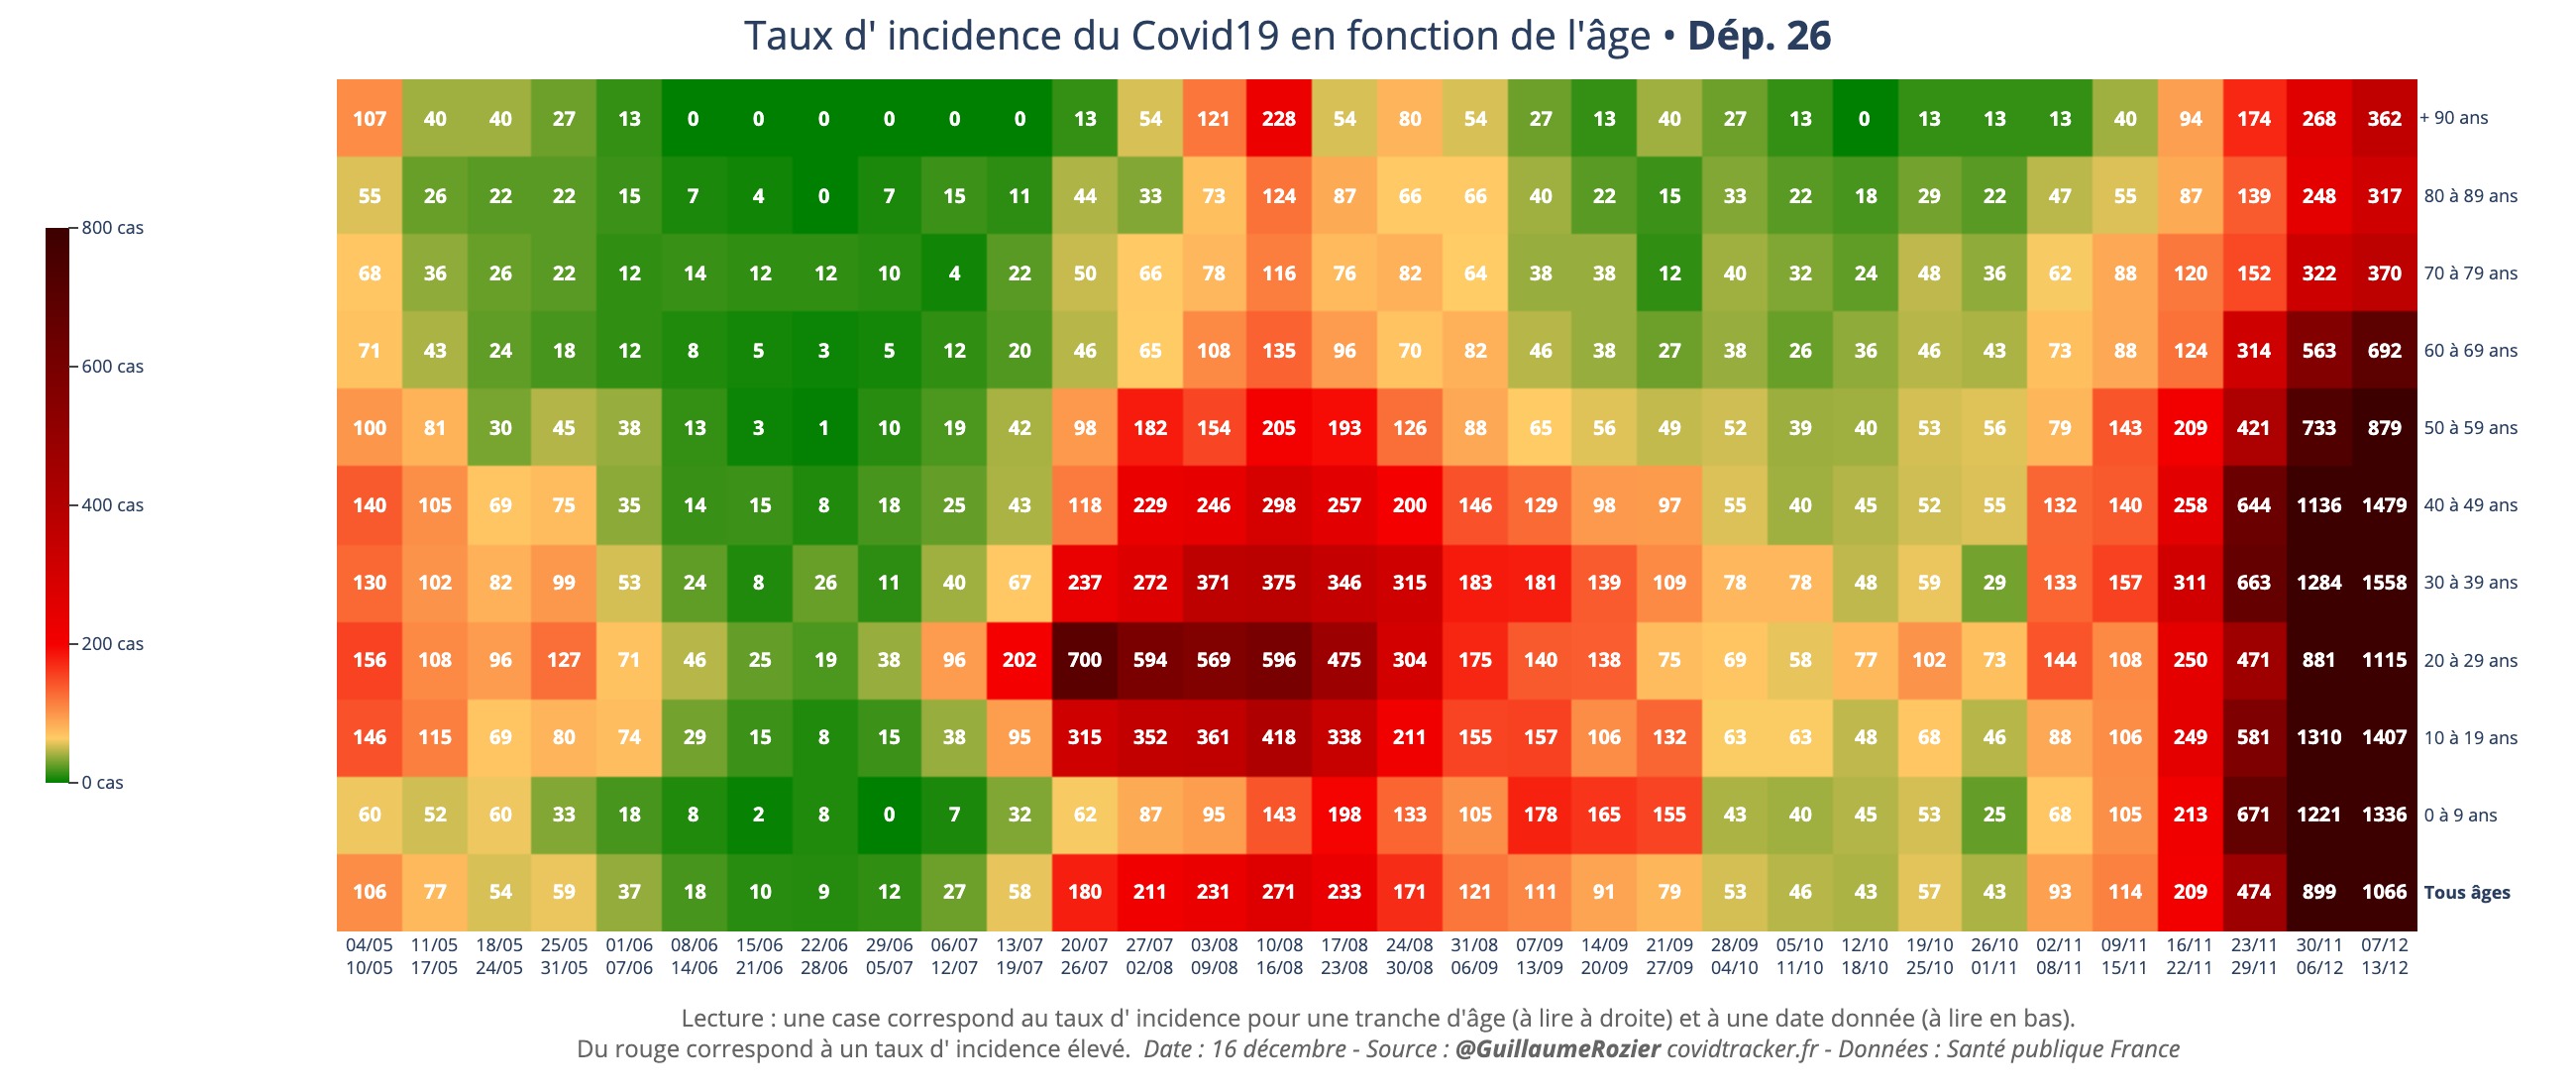 Taux d' incidence du Covid19 en fonction de l'âge • Dép. 26
800 cas
600 cas
400 cas
200 cas
0 cas
107 40 40 27 13 0 0 0 0 0 0 13 54 121 228 54 80 54 27 13 40 27 13 0 13 13 13 40 94 174 268 362 + 90 ans
55 26 22 22 15 7 4 0 7 15 11 44 33 73 124 87 66 66 40 22 15 33 22 18 29 22 47 55 87 139 248 317 80 à 89 ans
68 36 26 22 12 14 12 12 10 4 22 50 66 78 116 76 82 64 38 38 12 40 32 24 48 36 62 88 120 152 322 370 70 à 79 ans
71 43 24 18 12 8 5 3 5 12 20 46 65 108 135 96 70 82 46 38 27 38 26 36 46 43 73 88 124 314 563 692 60 à 69 ans
100 81 30 45 38 13 3 1 10 19 42 98 182 154 205 193 126 88 65 56 49 52 39 40 53 56 79 143 209 421 733 879 50 à 59 ans
140 105 69 75 35 14 15 8 18 25 43 118 229 246 298 257 200 146 129 98 97 55 40 45 52 55 132 140 258 644 1136 1479 40 à 49 ans
130 102 82 99 53 24 8 26 11 40 67 237 272 371 375 346 315 183 181 139 109 78 78 48 59 29 133 157 311 663 1284 1558 30 à 39 ans
156 108 96 127 71 46 25 19 38 96 202 700 594 569 596 475 304 175 140 138 75 69 58 77 102 73 144 108 250 471 881 1115 20 à 29 ans
146 115 69 80 74 29 15 8 15 38 95 315 352 361 418 338 211 155 157 106 132 63 63 48 68 46 88 106 249 581 1310 1407 10 à 19 ans
60 52 60 33 18 8 2 8 0 7 32 62 87 95 143 198 133 105 178 165 155 43 40 45 53 25 68 105 213 671 1221 1336 0 à 9 ans
106 77 54 59 37 18 10 9 12 27 58 180 211 231 271 233 171 121 111 91 79 53 46 43 57 43 93 114 209 474 899 1066 Tous âges
04/05 11/05 18/05 25/05 01/06 08/06 15/06 22/06 29/06 06/07 13/07 20/07 27/07 03/08 10/08 17/08 24/08 31/08 07/09 14/09 21/09 28/09 05/10 12/10 19/10 26/10 02/11 09/11 16/11 23/11 30/11 07/12
10/05 17/05 24/05 31/05 07/06 14/06 21/06 28/06 05/07 12/07 19/07 26/07 02/08 09/08 16/08 23/08 30/08 06/09 13/09 20/09 27/09 04/10 11/10 18/10 25/10 01/11 08/11 15/11 22/11 29/11 06/12 13/12
Lecture : une case correspond au taux d' incidence pour une tranche d'âge (à lire à droite) et à une date donnée (à lire en bas).
Du rouge correspond à un taux d' incidence élevé. Date : 16 décembre - Source : @GuillaumeRozier covidtracker.fr - Données : Santé publique France